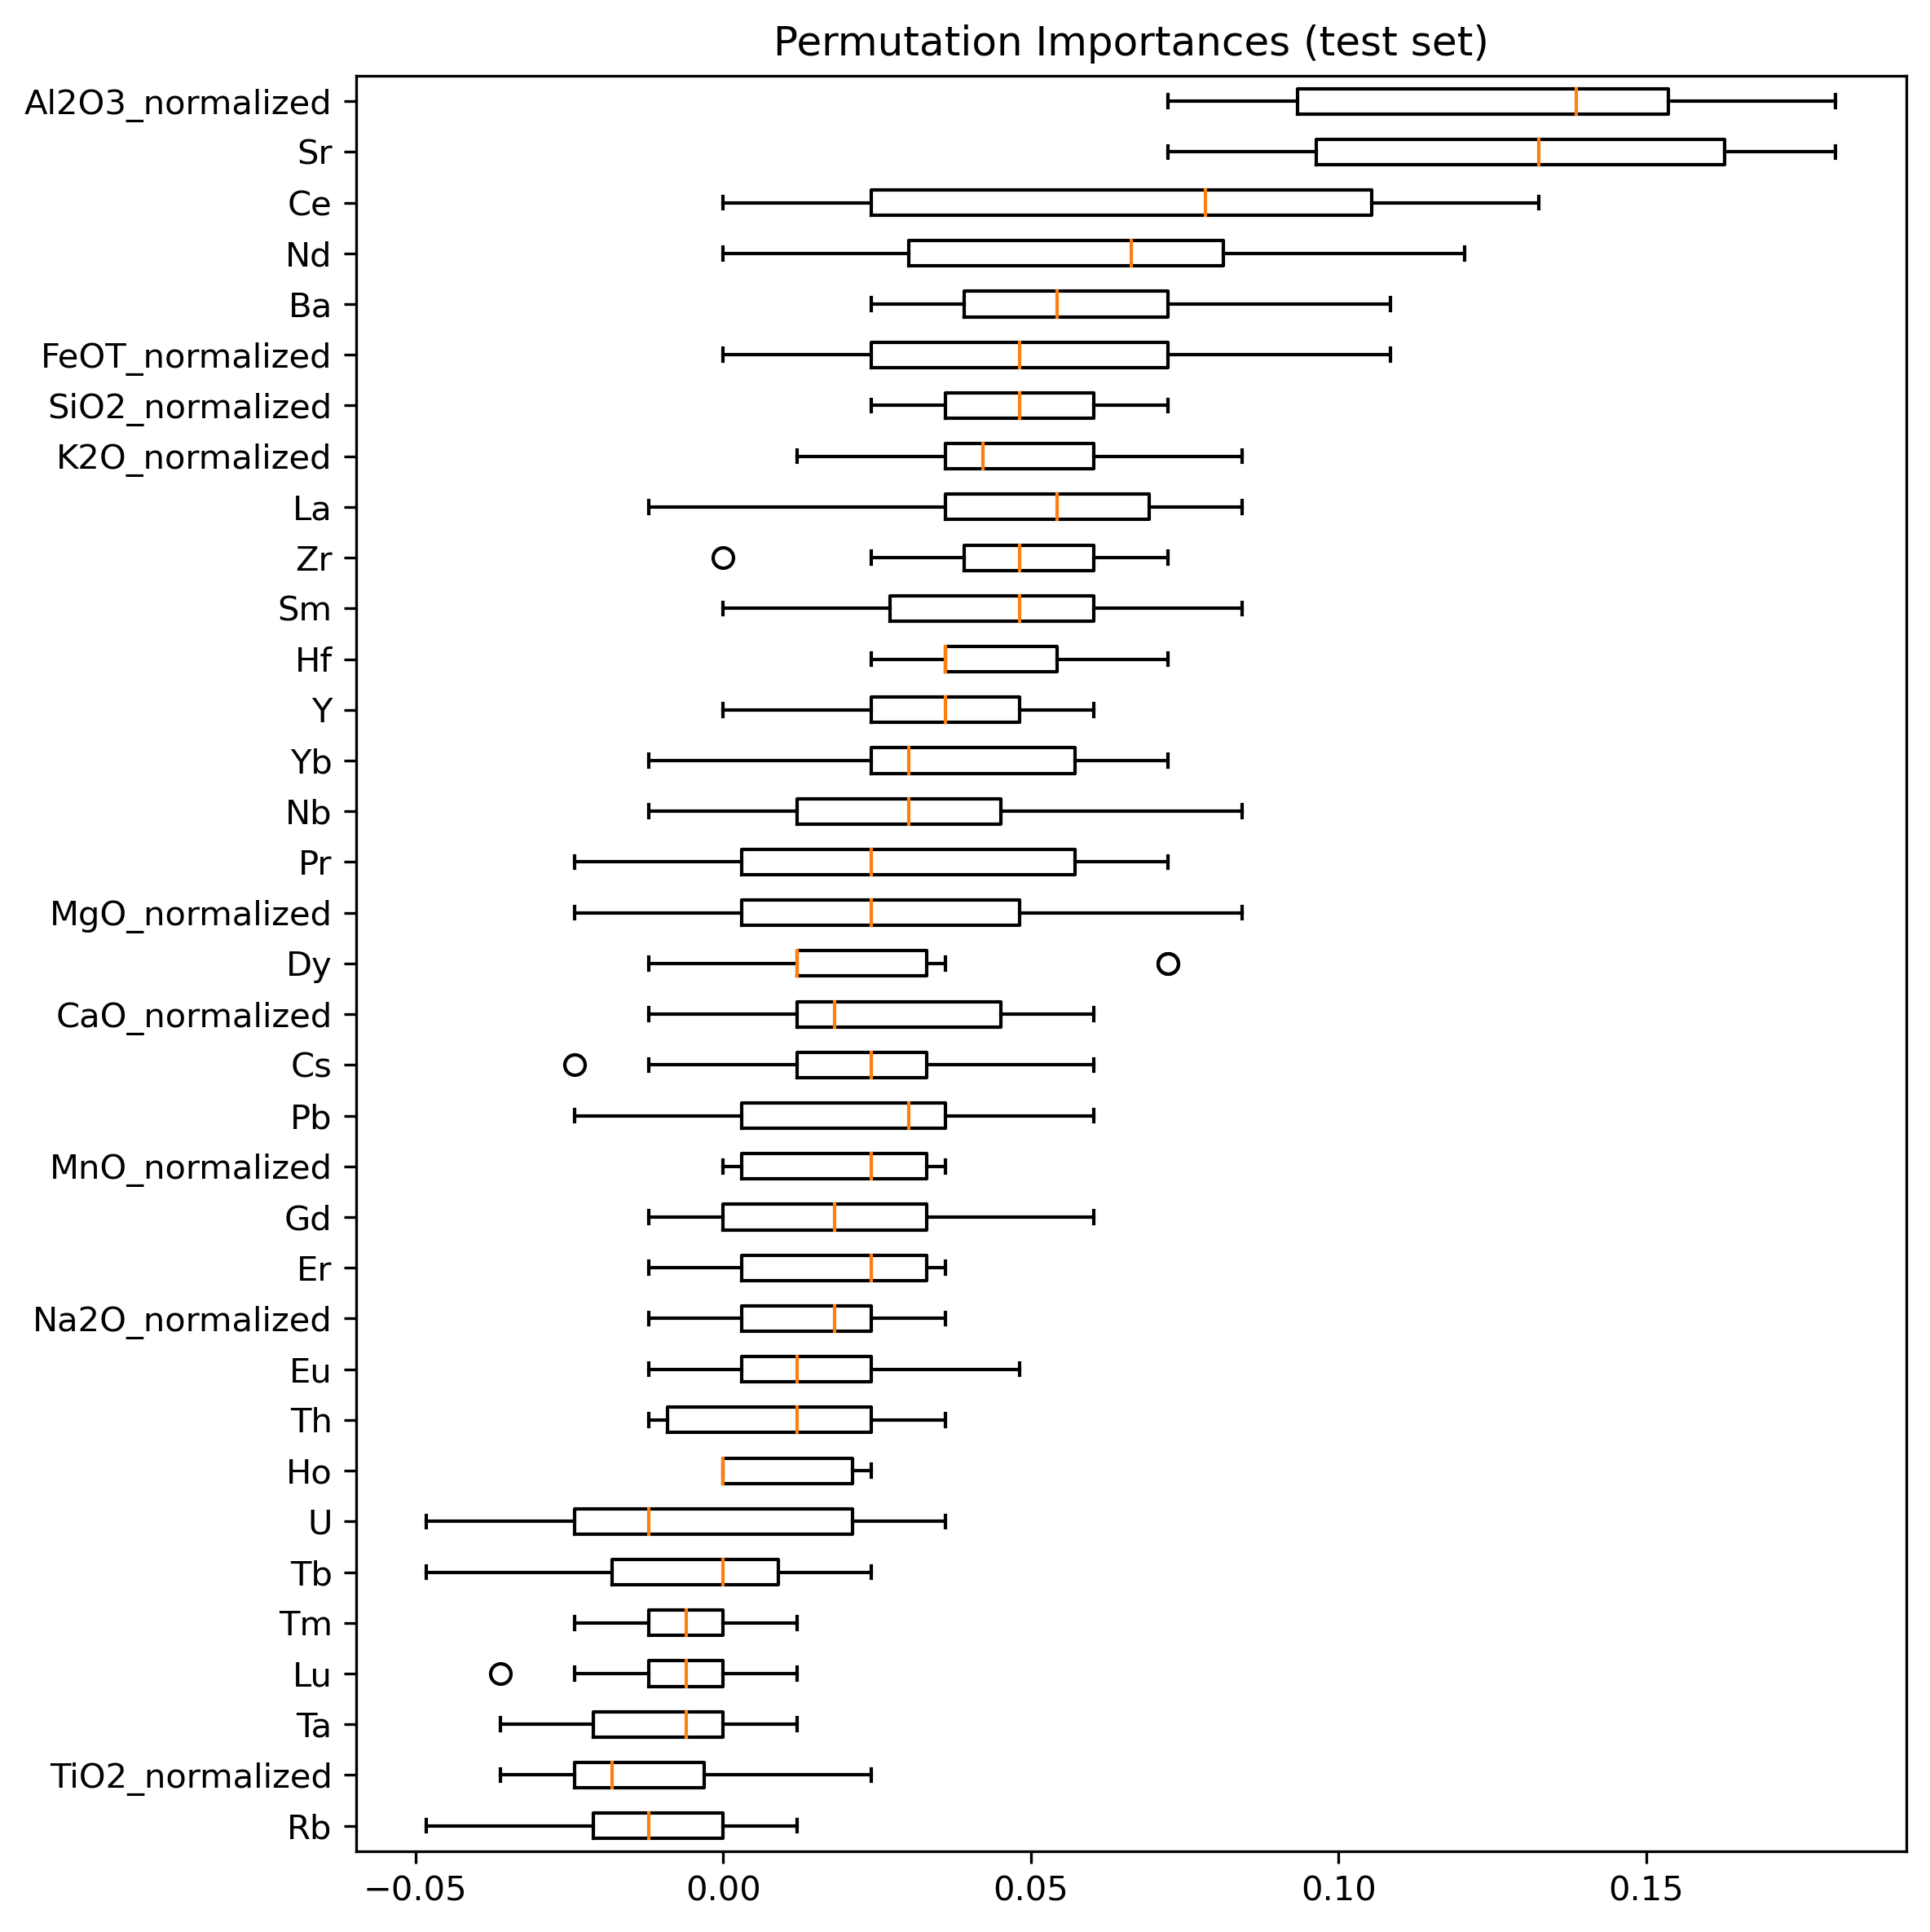 Permutation Importances (test set)
Al2O3_normalized
Sr
Ce
Nd
Ba
FeOT_normalized
SiO2_normalized
K2O_normalized
La
Zr
Sm
Hf
Y
Yb
Nb
Pr
MgO_normalized
Dy
CaO_normalized
Cs
Pb
MnO_normalized
Gd
Er
Na2O_normalized
Eu
Th
Ho
U
Tb
Tm
Lu
Ta
TiO2_normalized
Rb
−0.05 0.00 0.05 0.10 0.15